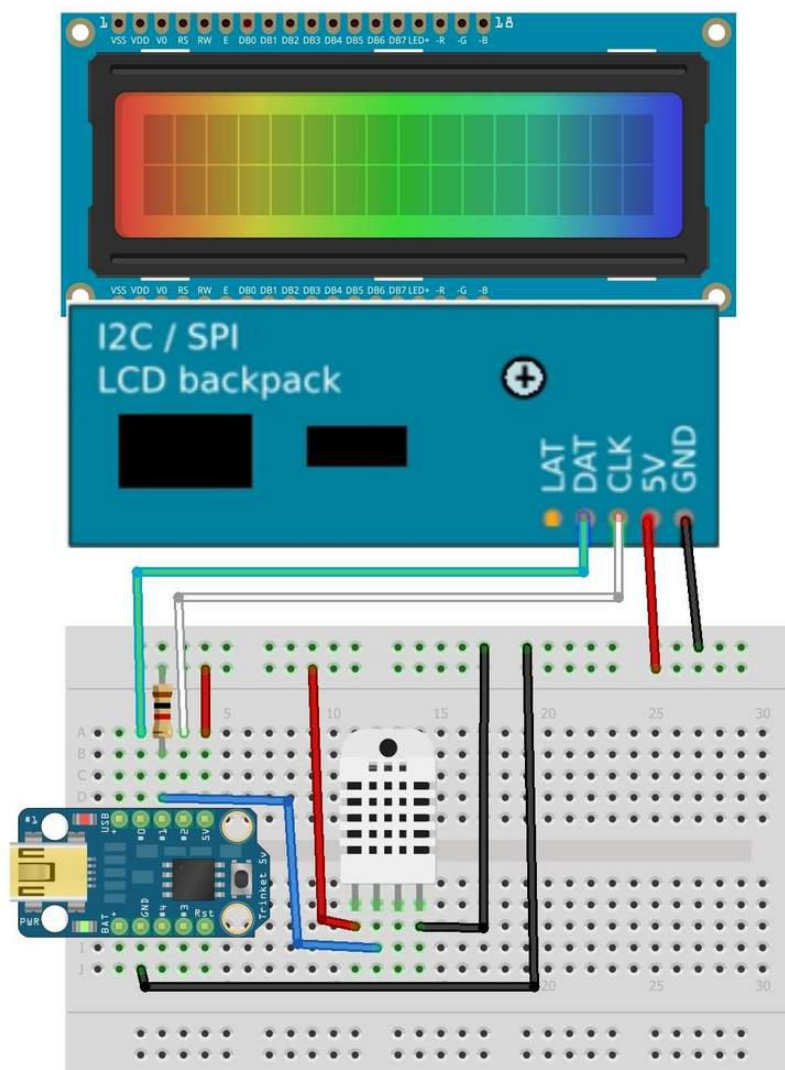 1 18
VSS VDD V0 RS RW E DB0 DB1 DB2 DB3 DB4 DB5 DB6 DB7 LED+ -R -G -B
VSS VDD V0 RS RW E DB0 DB1 DB2 DB3 DB4 DB5 DB6 DB7 LED+ -R -G -B
I2C / SPI
LCD backpack
LAT
DAT
CLK
5V
GND
5 10 15 20 25 30
A
B
C
D
#1
USB
+
#0
#1
#2
5V
Trinket 5v
PWR
BAT
+
GND
#4
#3
Rst
I
J
20 25 30